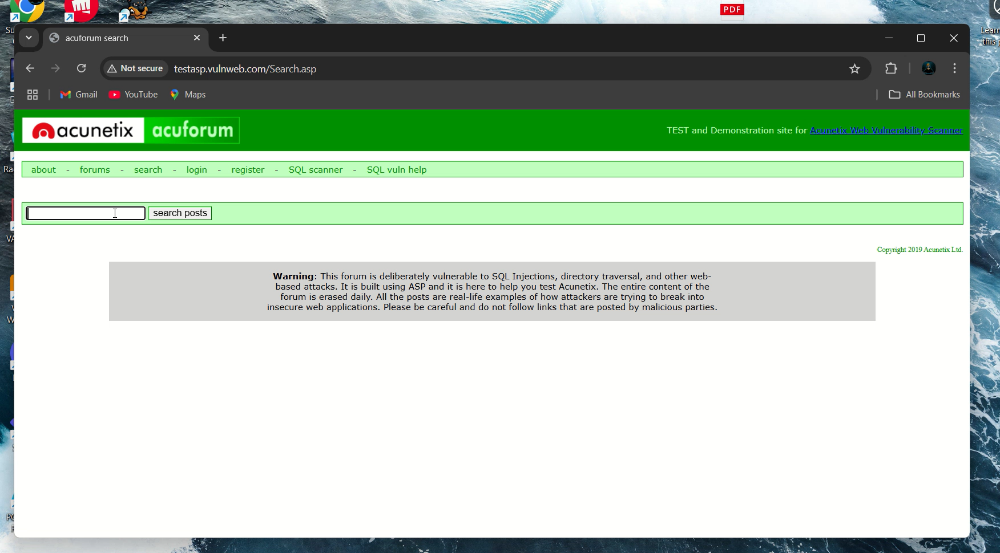 PDF
Su
Learn
this
acuforum search
Not secure
testasp.vulnweb.com/Search.asp
Gmail
YouTube
Maps
All Bookmarks
acunetix
acuforum
TEST and Demonstration site for Acunetix Web Vulnerability Scanner
about - forums - search - login - register - SQL scanner - SQL vuln help
search posts
Copyright 2019 Acunetix Ltd.
Warning: This forum is deliberately vulnerable to SQL Injections, directory traversal, and other web-
based attacks. It is built using ASP and it is here to help you test Acunetix. The entire content of the
forum is erased daily. All the posts are real-life examples of how attackers are trying to break into
insecure web applications. Please be careful and do not follow links that are posted by malicious parties.